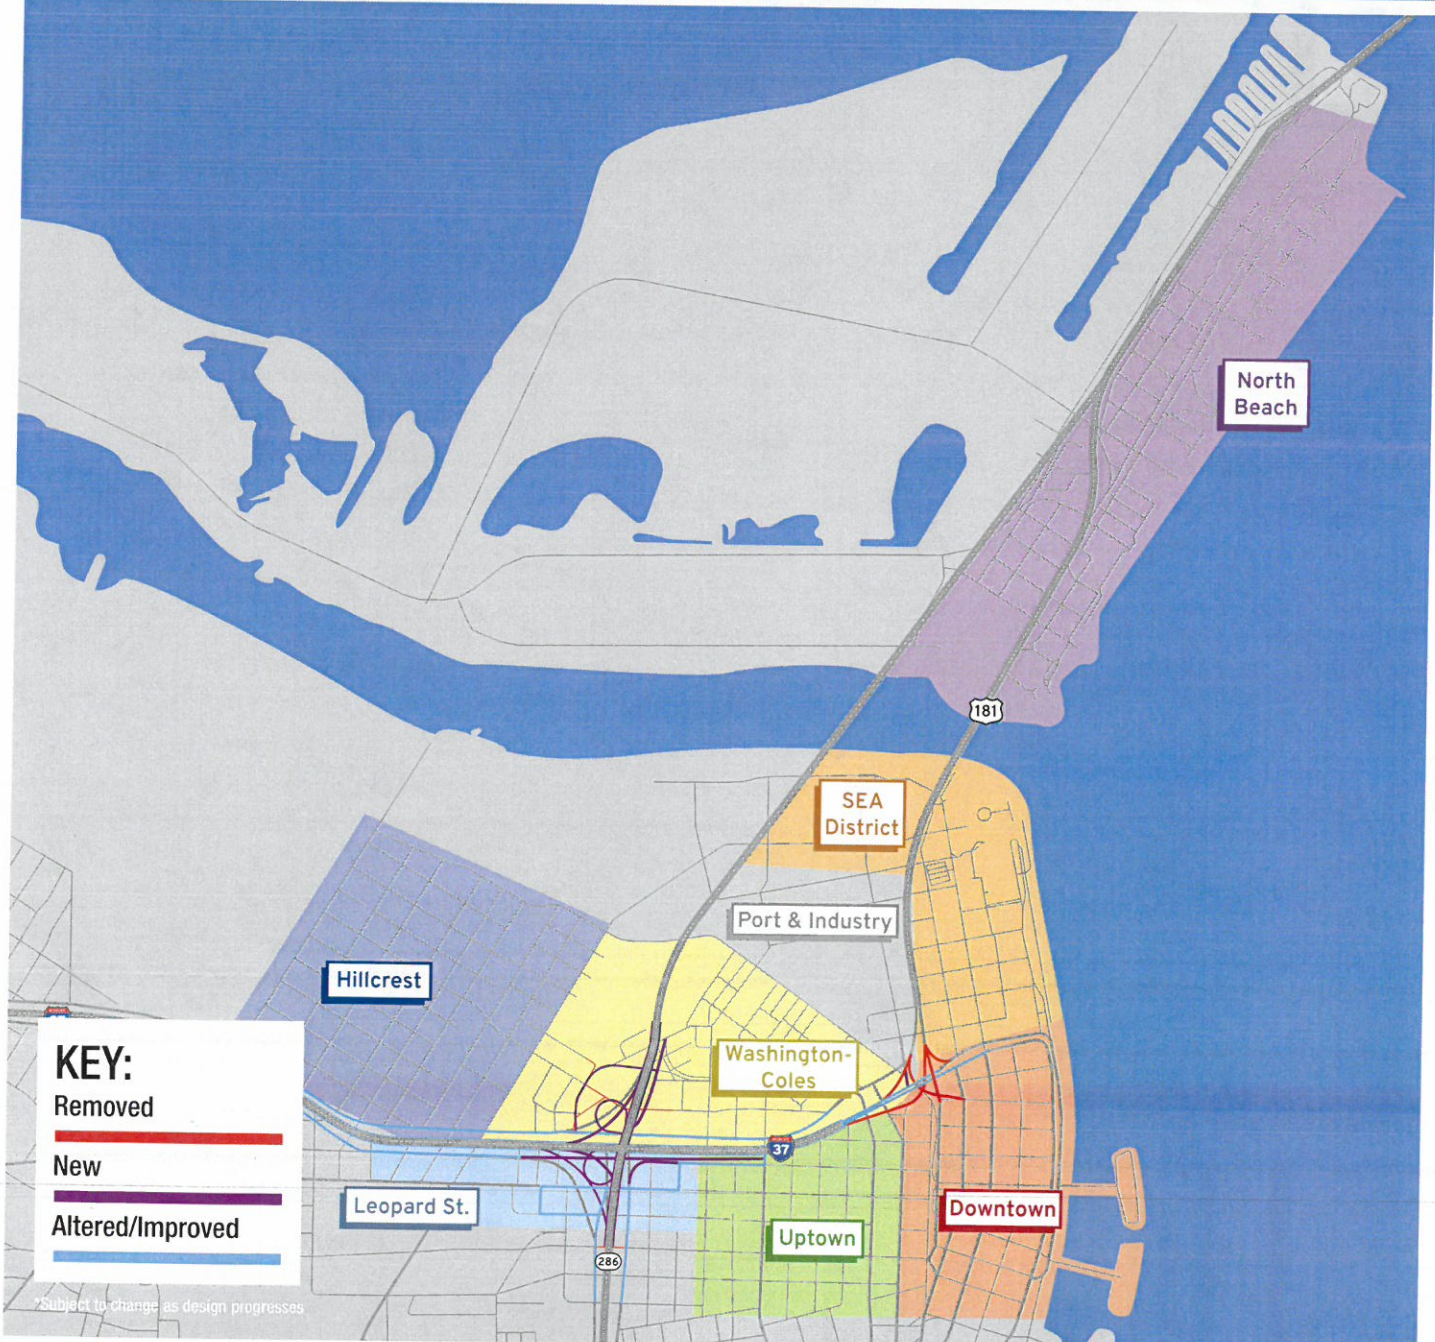 North
Beach
181
SEA
District
Port & Industry
Hillcrest
Washington-
Coles
37
Leopard St.
Downtown
Uptown
286
KEY:
Removed
New
Altered/Improved
*Subject to change as design progresses